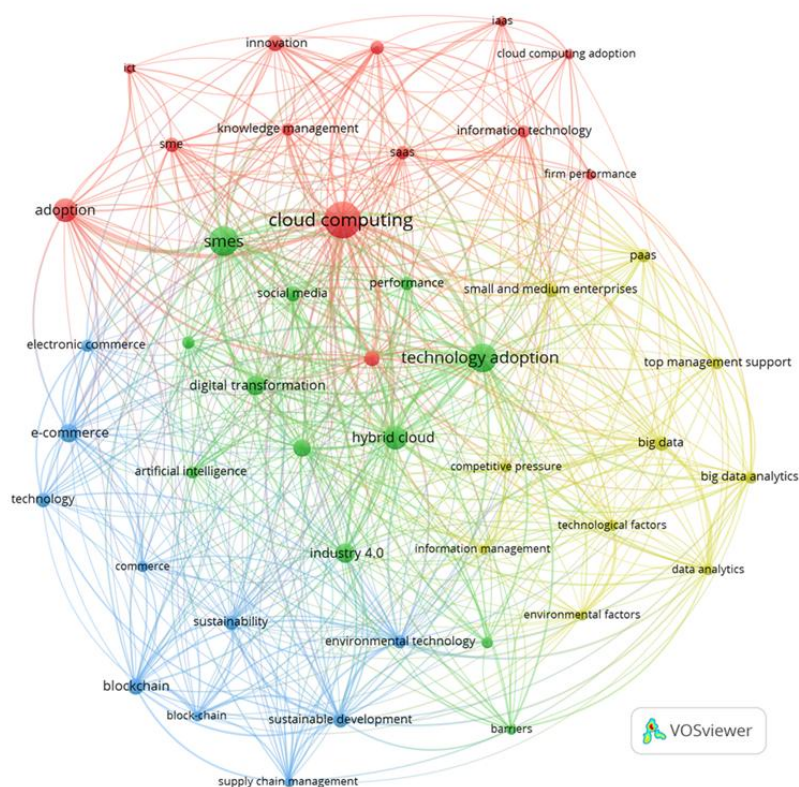 iaas
innovation
cloud computing adoption
ict
knowledge management
information technology
sme
saas
firm performance
adoption
cloud computing
smes
paas
performance
social media
small and medium enterprises
electronic commerce
technology adoption
top management support
digital transformation
e-commerce
hybrid cloud
big data
artificial intelligence
competitive pressure
big data analytics
technology
technological factors
industry 4.0
information management
commerce
data analytics
environmental factors
sustainability
environmental technology
blockchain
block-chain
sustainable development
barriers
VOSviewer
supply chain management